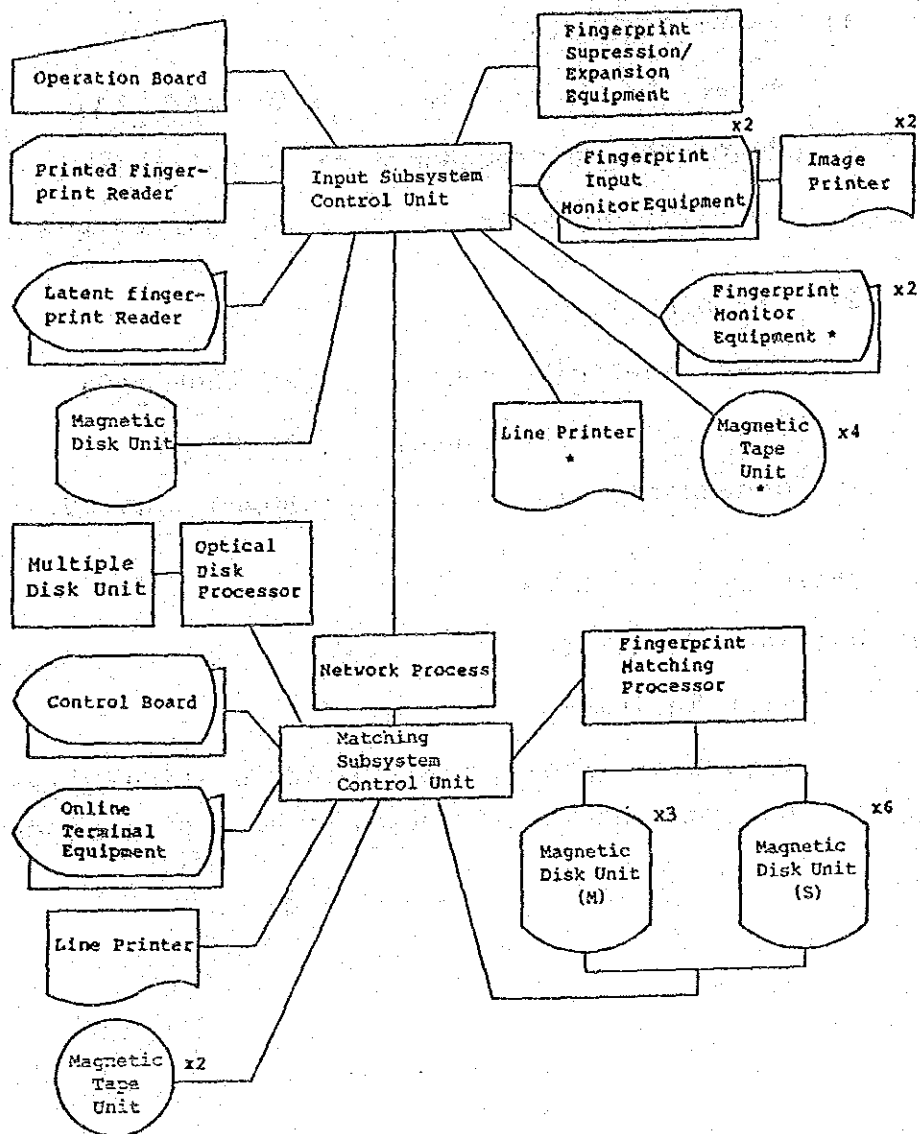 Operation Board
Fingerprint
Supression/
Expansion
Equipment
Printed Finger-
print Reader
Input Subsystem
Control Unit
x2
Fingerprint
Input
Monitor Equipment
x2
Image
Printer
Latent finger-
print Reader
x2
Fingerprint
Monitor
Equipment *
Magnetic
Disk Unit
Line Printer
*
Magnetic
Tape
Unit
*
x4
Multiple
Disk Unit
Optical
Disk
Processor
Network Process
Fingerprint
Matching
Processor
Control Board
Matching
Subsystem
Control Unit
Online
Terminal
Equipment
x3
Magnetic
Disk Unit
(M)
x6
Magnetic
Disk Unit
(S)
Line Printer
Magnetic
Tape
Unit
x2